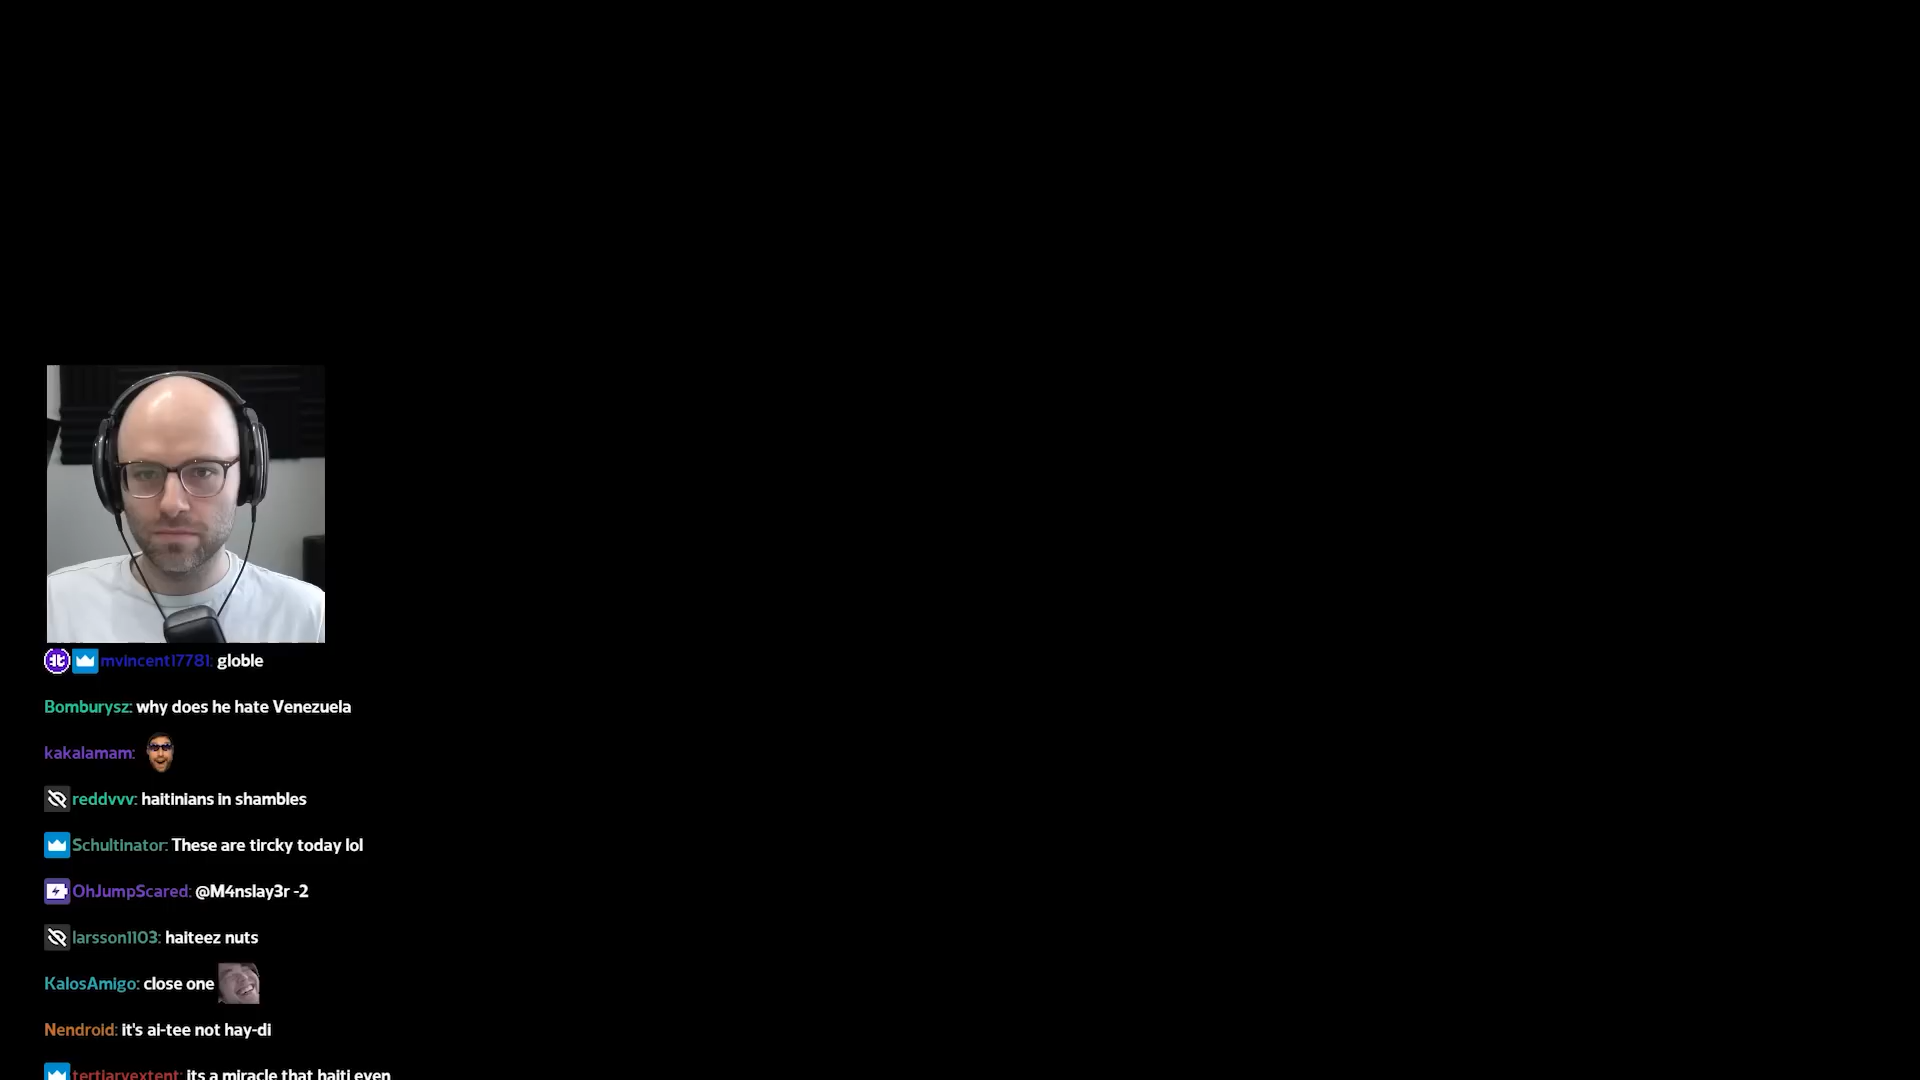 mvincent17781: globle
Bomburysz: why does he hate Venezuela
kakalamam:
reddvvv: haitinians in shambles
Schultinator: These are tircky today lol
OhJumpScared: @M4nslay3r -2
larsson1103: haiteez nuts
KalosAmigo: close one
Nendroid: it's ai-tee not hay-di
tertiaryextent: its a miracle that haiti even